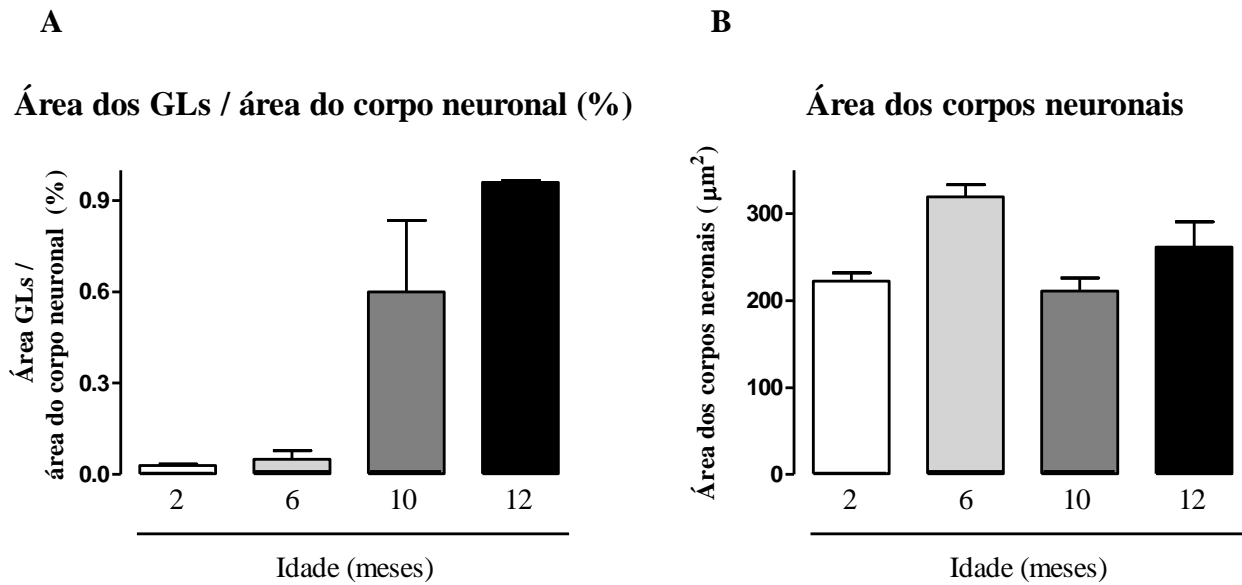 A
Área dos GLs / área do corpo neuronal (%)
Área GLs /
área do corpo neuronal (%)
0.9
0.6
0.3
0.0
2 6 10 12
Idade (meses)
B
Área dos corpos neuronais
Área dos corpos neronais (µm²)
300
200
100
0
2 6 10 12
Idade (meses)